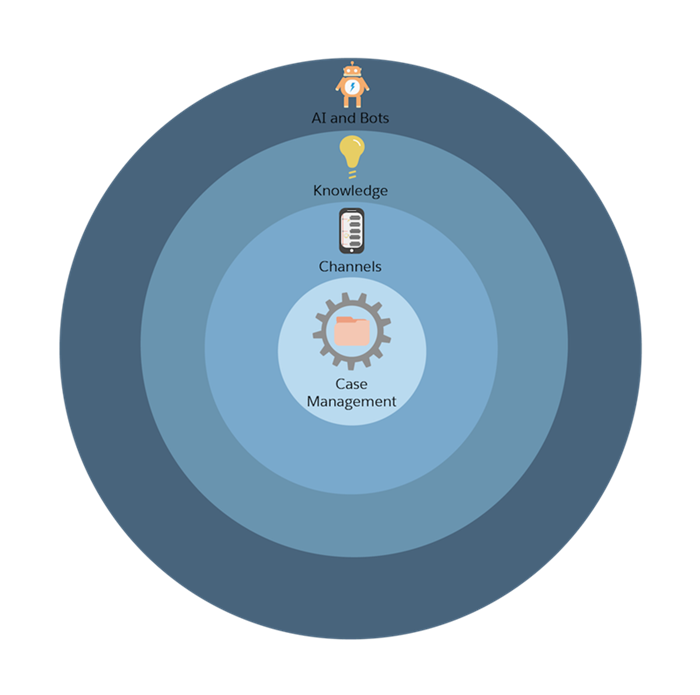 AI and Bots
Knowledge
Channels
Case
Management